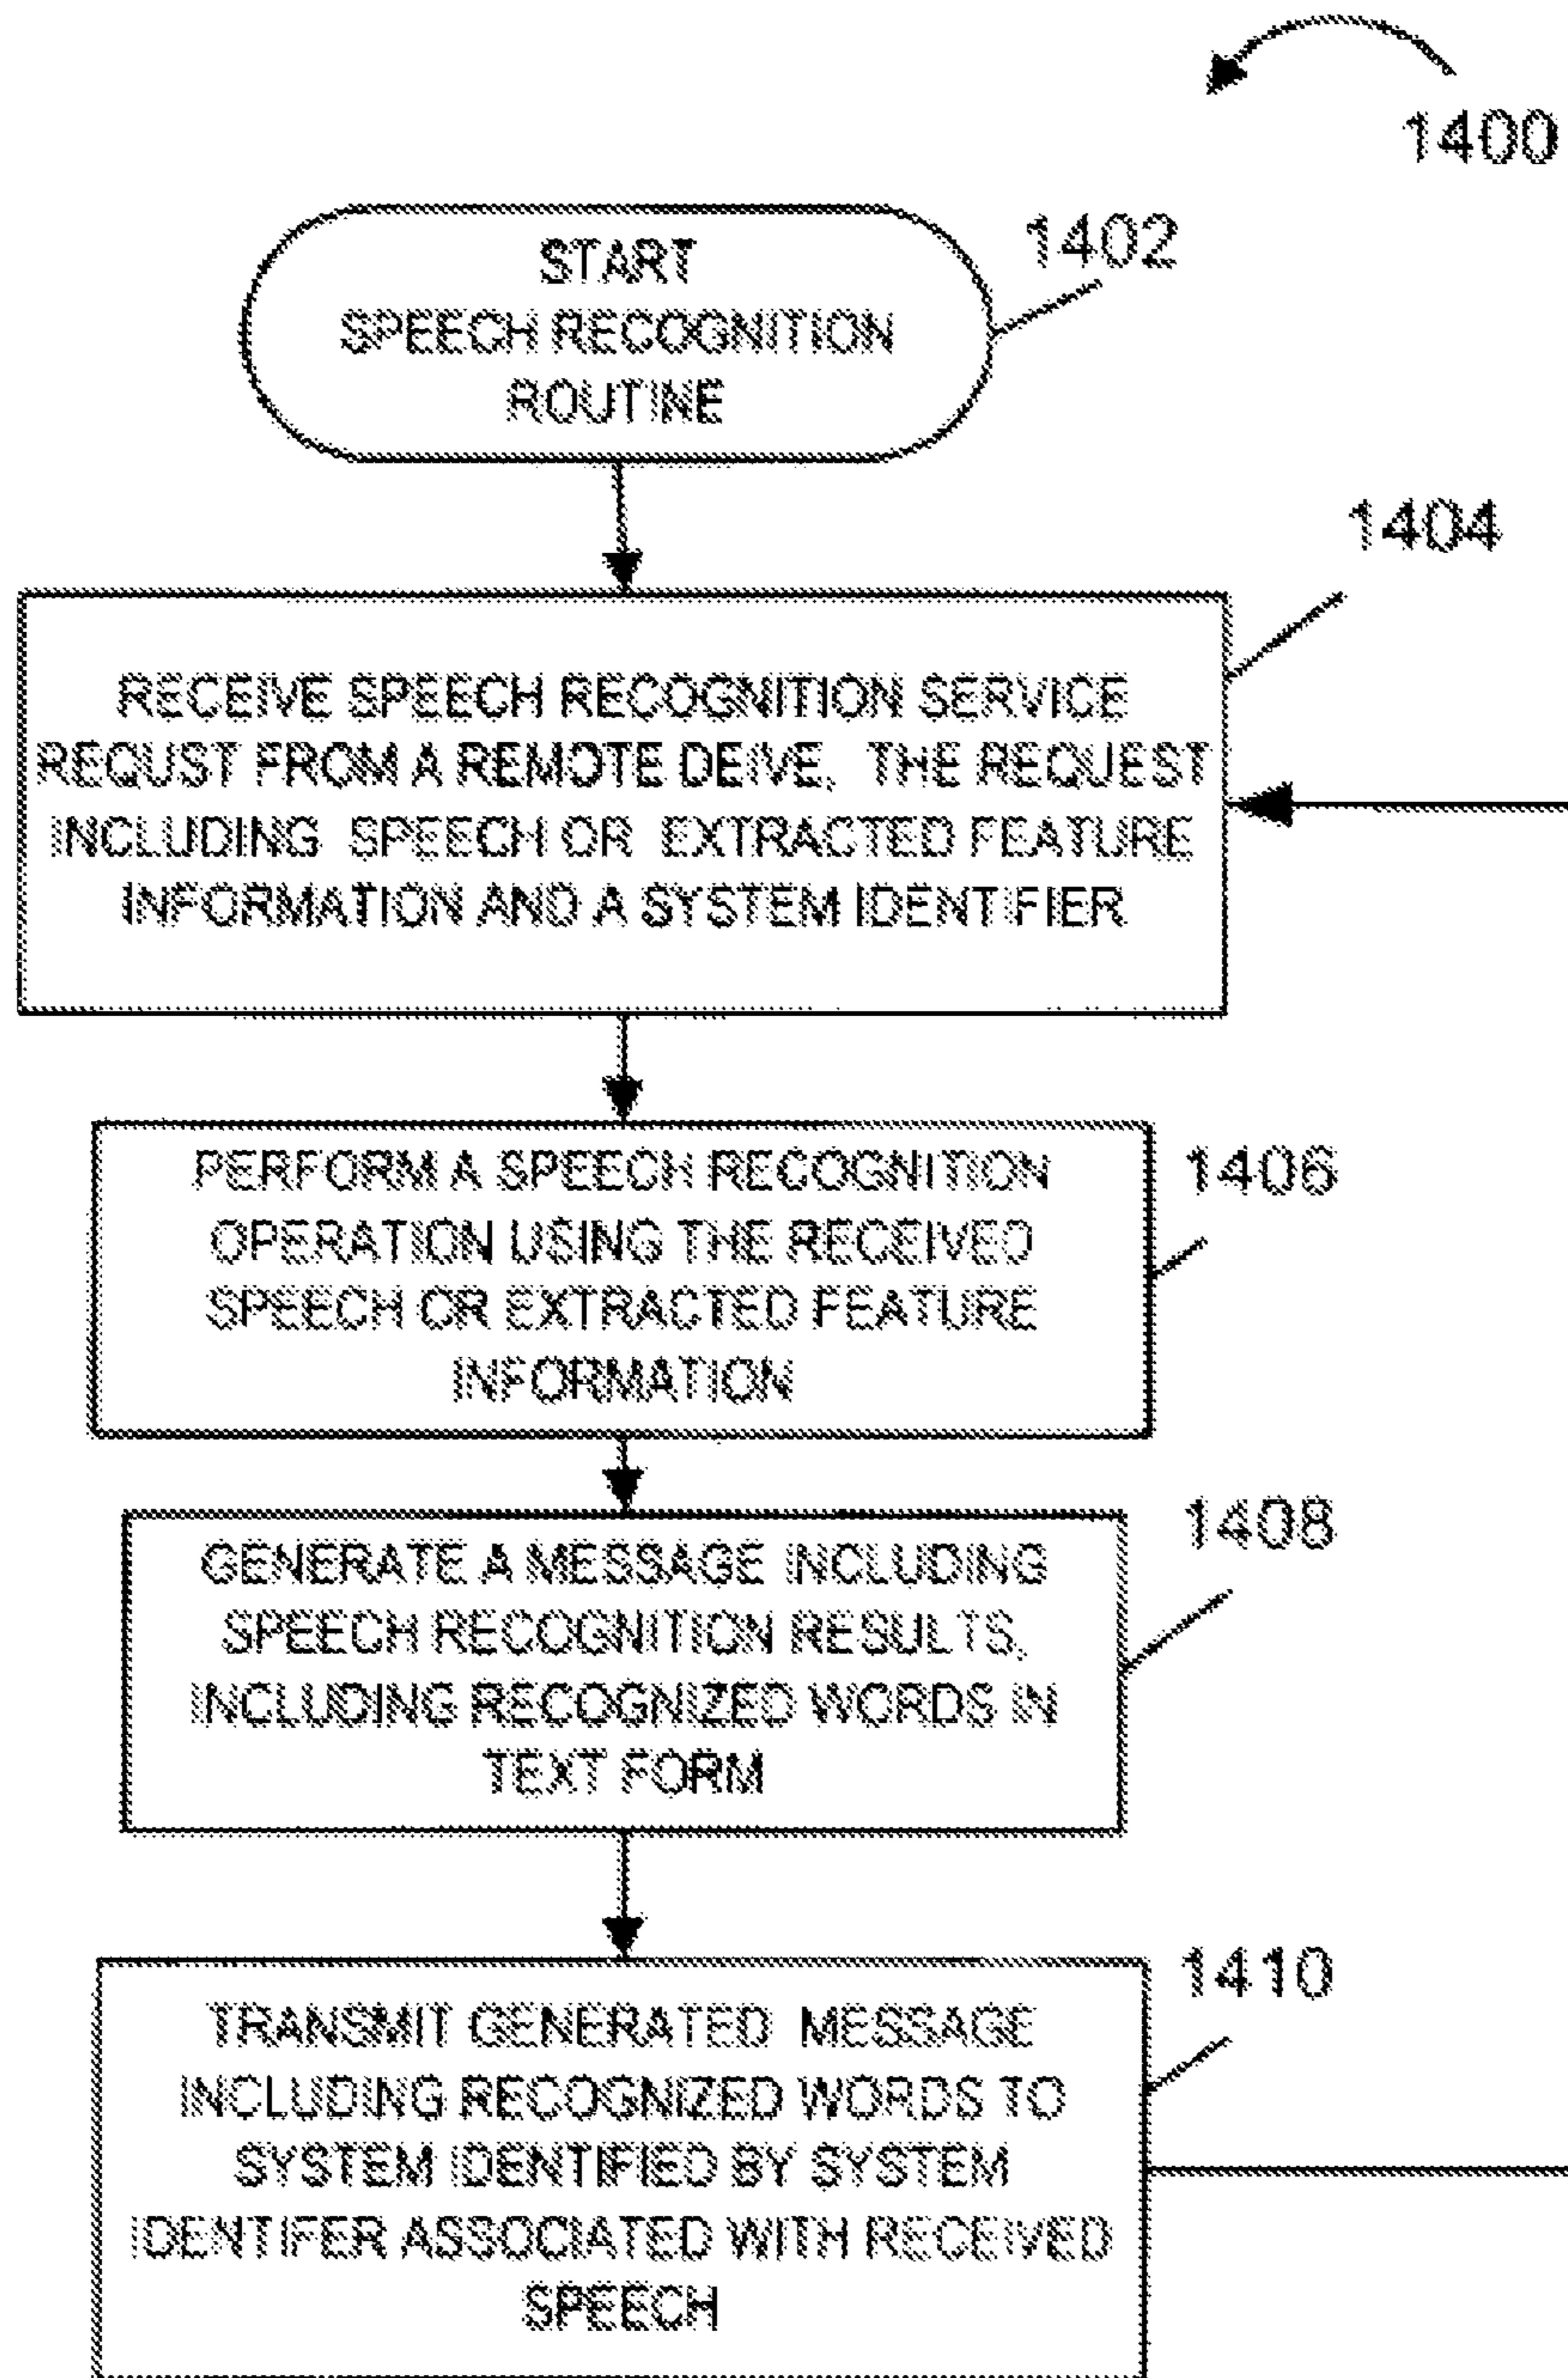 1400
1402
START
SPEECH RECOGNITION
ROUTINE
1404
RECEIVE SPEECH RECOGNITION SERVICE
REQUST FROM A REMOTE DEIVE, THE REQUEST
INCLUDING SPEECH OR EXTRACTED FEATURE
INFORMATION AND A SYSTEM IDENTIFIER
1406
PERFORM A SPEECH RECOGNITION
OPERATION USING THE RECEIVED
SPEECH OR EXTRACTED FEATURE
INFORMATION
1408
GENERATE A MESSAGE INCLUDING
SPEECH RECOGNITION RESULTS,
INCLUDING RECOGNIZED WORDS IN
TEXT FORM
1410
TRANSMIT GENERATED MESSAGE
INCLUDING RECOGNIZED WORDS TO
SYSTEM IDENTIFIED BY SYSTEM
IDENTIFER ASSOCIATED WITH RECEIVED
SPEECH